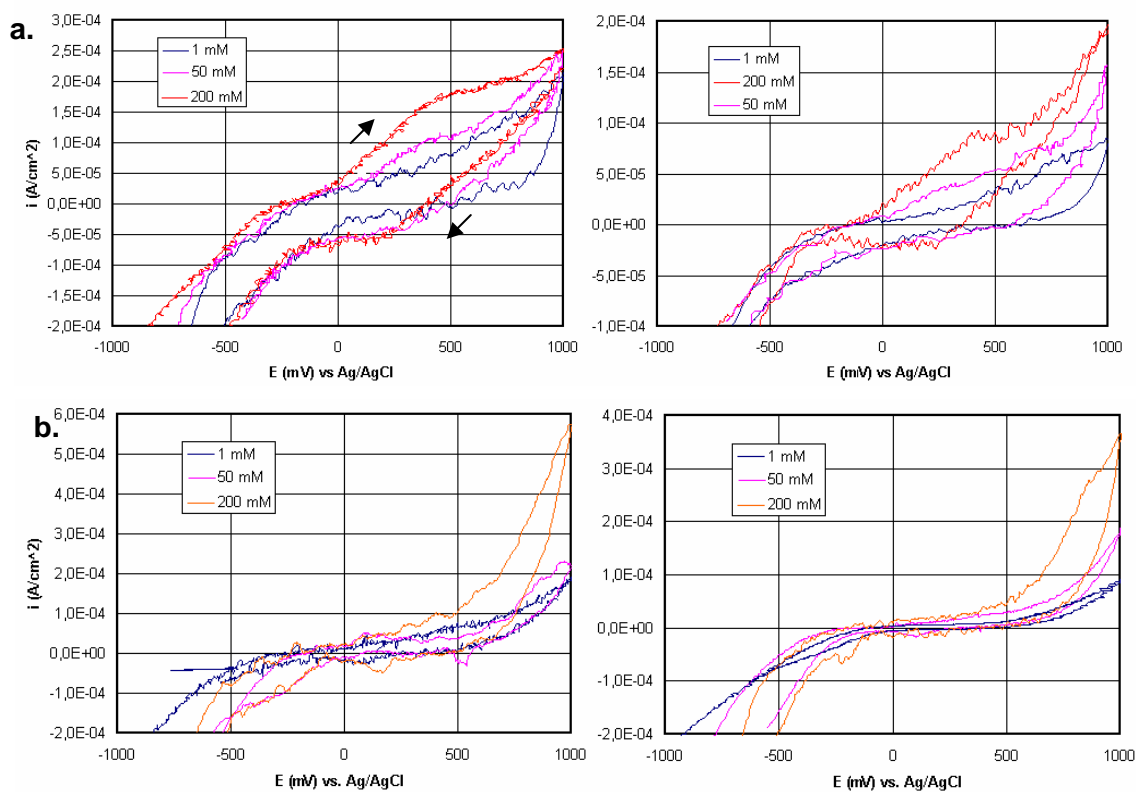 a.
i (A/cm^2)
3,0E-04
2,5E-04
2,0E-04
1,5E-04
1,0E-04
5,0E-05
0,0E+00
-5,0E-05
-1,0E-04
-1,5E-04
-2,0E-04
1 mM
50 mM
200 mM
-1000 -500 0 500 1000
E (mV) vs Ag/AgCl
2,0E-04
1,5E-04
1,0E-04
5,0E-05
0,0E+00
-5,0E-05
-1,0E-04
1 mM
200 mM
50 mM
-1000 -500 0 500 1000
E (mV) vs Ag/AgCl
b.
i (A/cm^2)
6,0E-04
5,0E-04
4,0E-04
3,0E-04
2,0E-04
1,0E-04
0,0E+00
-1,0E-04
-2,0E-04
1 mM
50 mM
200 mM
-1000 -500 0 500 1000
E (mV) vs. Ag/AgCl
4,0E-04
3,0E-04
2,0E-04
1,0E-04
0,0E+00
-1,0E-04
-2,0E-04
1 mM
50 mM
200 mM
-1000 -500 0 500 1000
E (mV) vs. Ag/AgCl